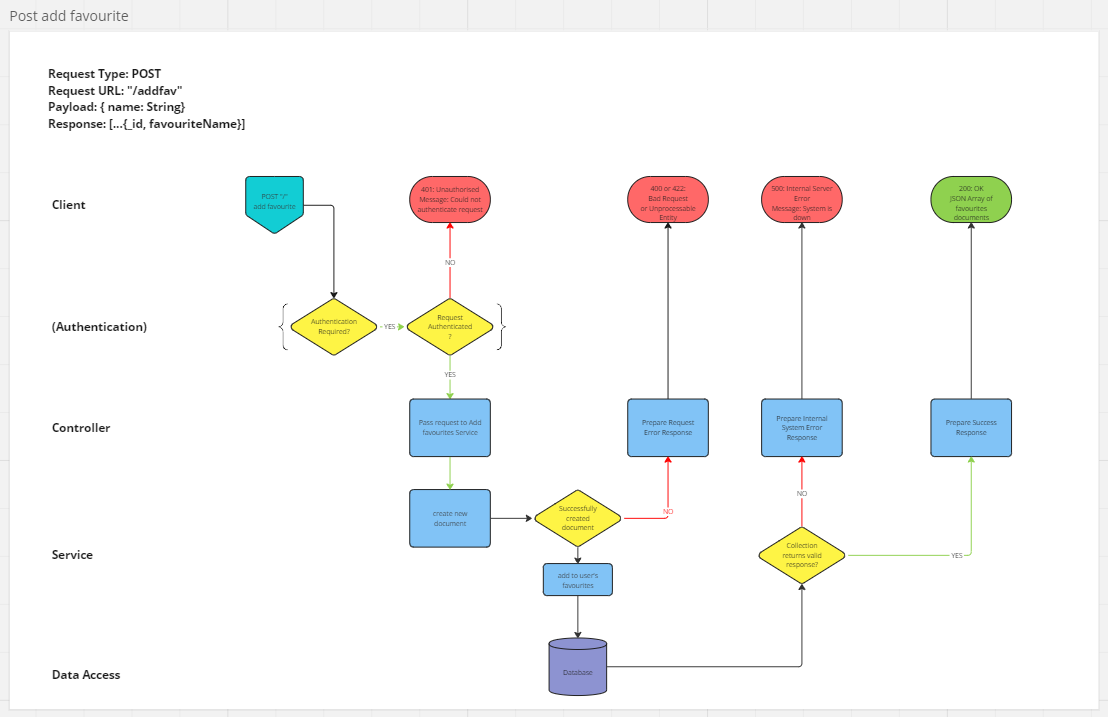 Post add favourite
Request Type: POST
Request URL: "/addfav"
Payload: { name: String}
Response: [...{_id, favouriteName}]
Client
POST "/"
add favourite
401: Unauthorised
Message: Could not
authenticate request
400 or 422:
Bad Request
or Unprocessable
Entity
500: Internal Server
Error
Message: System is
down
200: OK
JSON Array of
favourites
documents
NO
(Authentication)
Authentication
Required?
YES
Request
Authenticated
?
YES
Controller
Pass request to Add
favourites Service
Prepare Request
Error Response
Prepare Internal
System Error
Response
Prepare Success
Response
create new
document
Successfully
created
document
NO
NO
Service
Collection
returns valid
response?
YES
add to user's
favourites
Data Access
Database